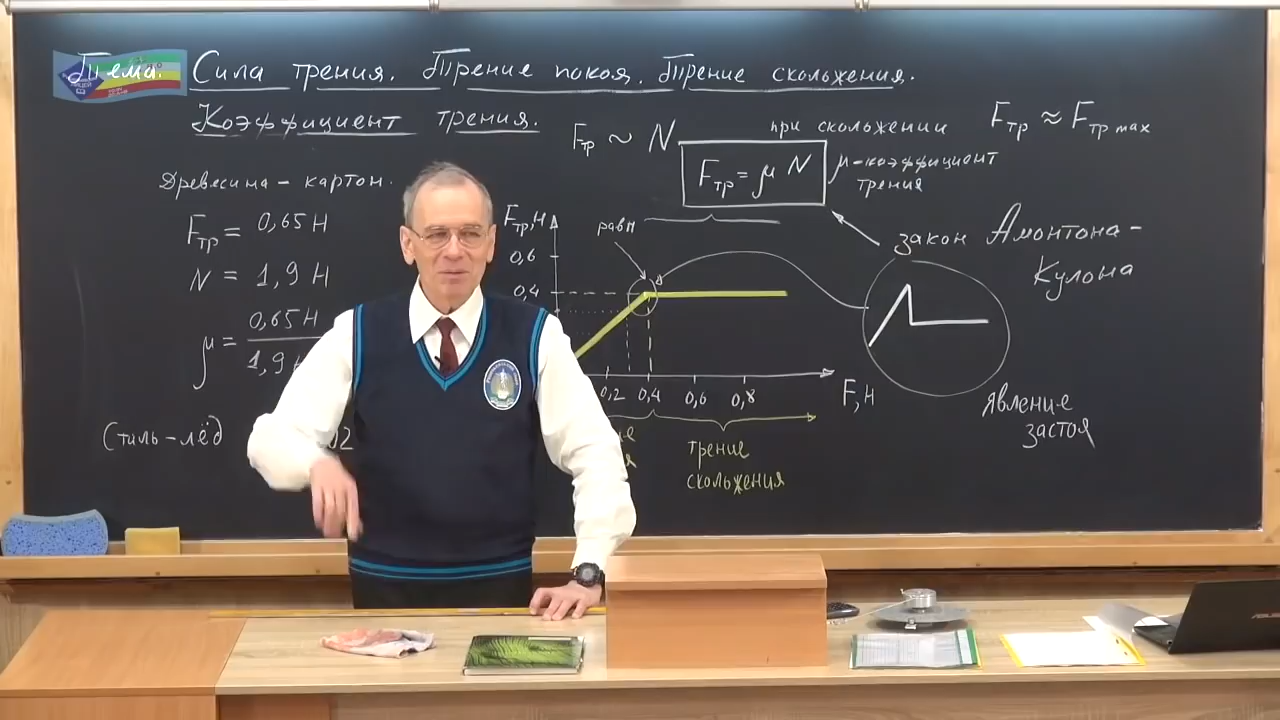 Тема. Сила трения. Трение покоя. Трение скольжения.
Коэффициент трения.
Fтр ~ N
при скольжении Fтр ≈ Fтр max
Fтр = μ N
μ-коэффициент
трения
Древесина - картон.
Fтр = 0,65 Н
N = 1,9 Н
μ = 0,65 Н
1,9
Сталь-лёд
02
Fтр, Н
0,6
0,4
равн
0,2 0,4 0,6 0,8
F, Н
трение
скольжения
закон Амонтона-
Кулона
явление
застоя